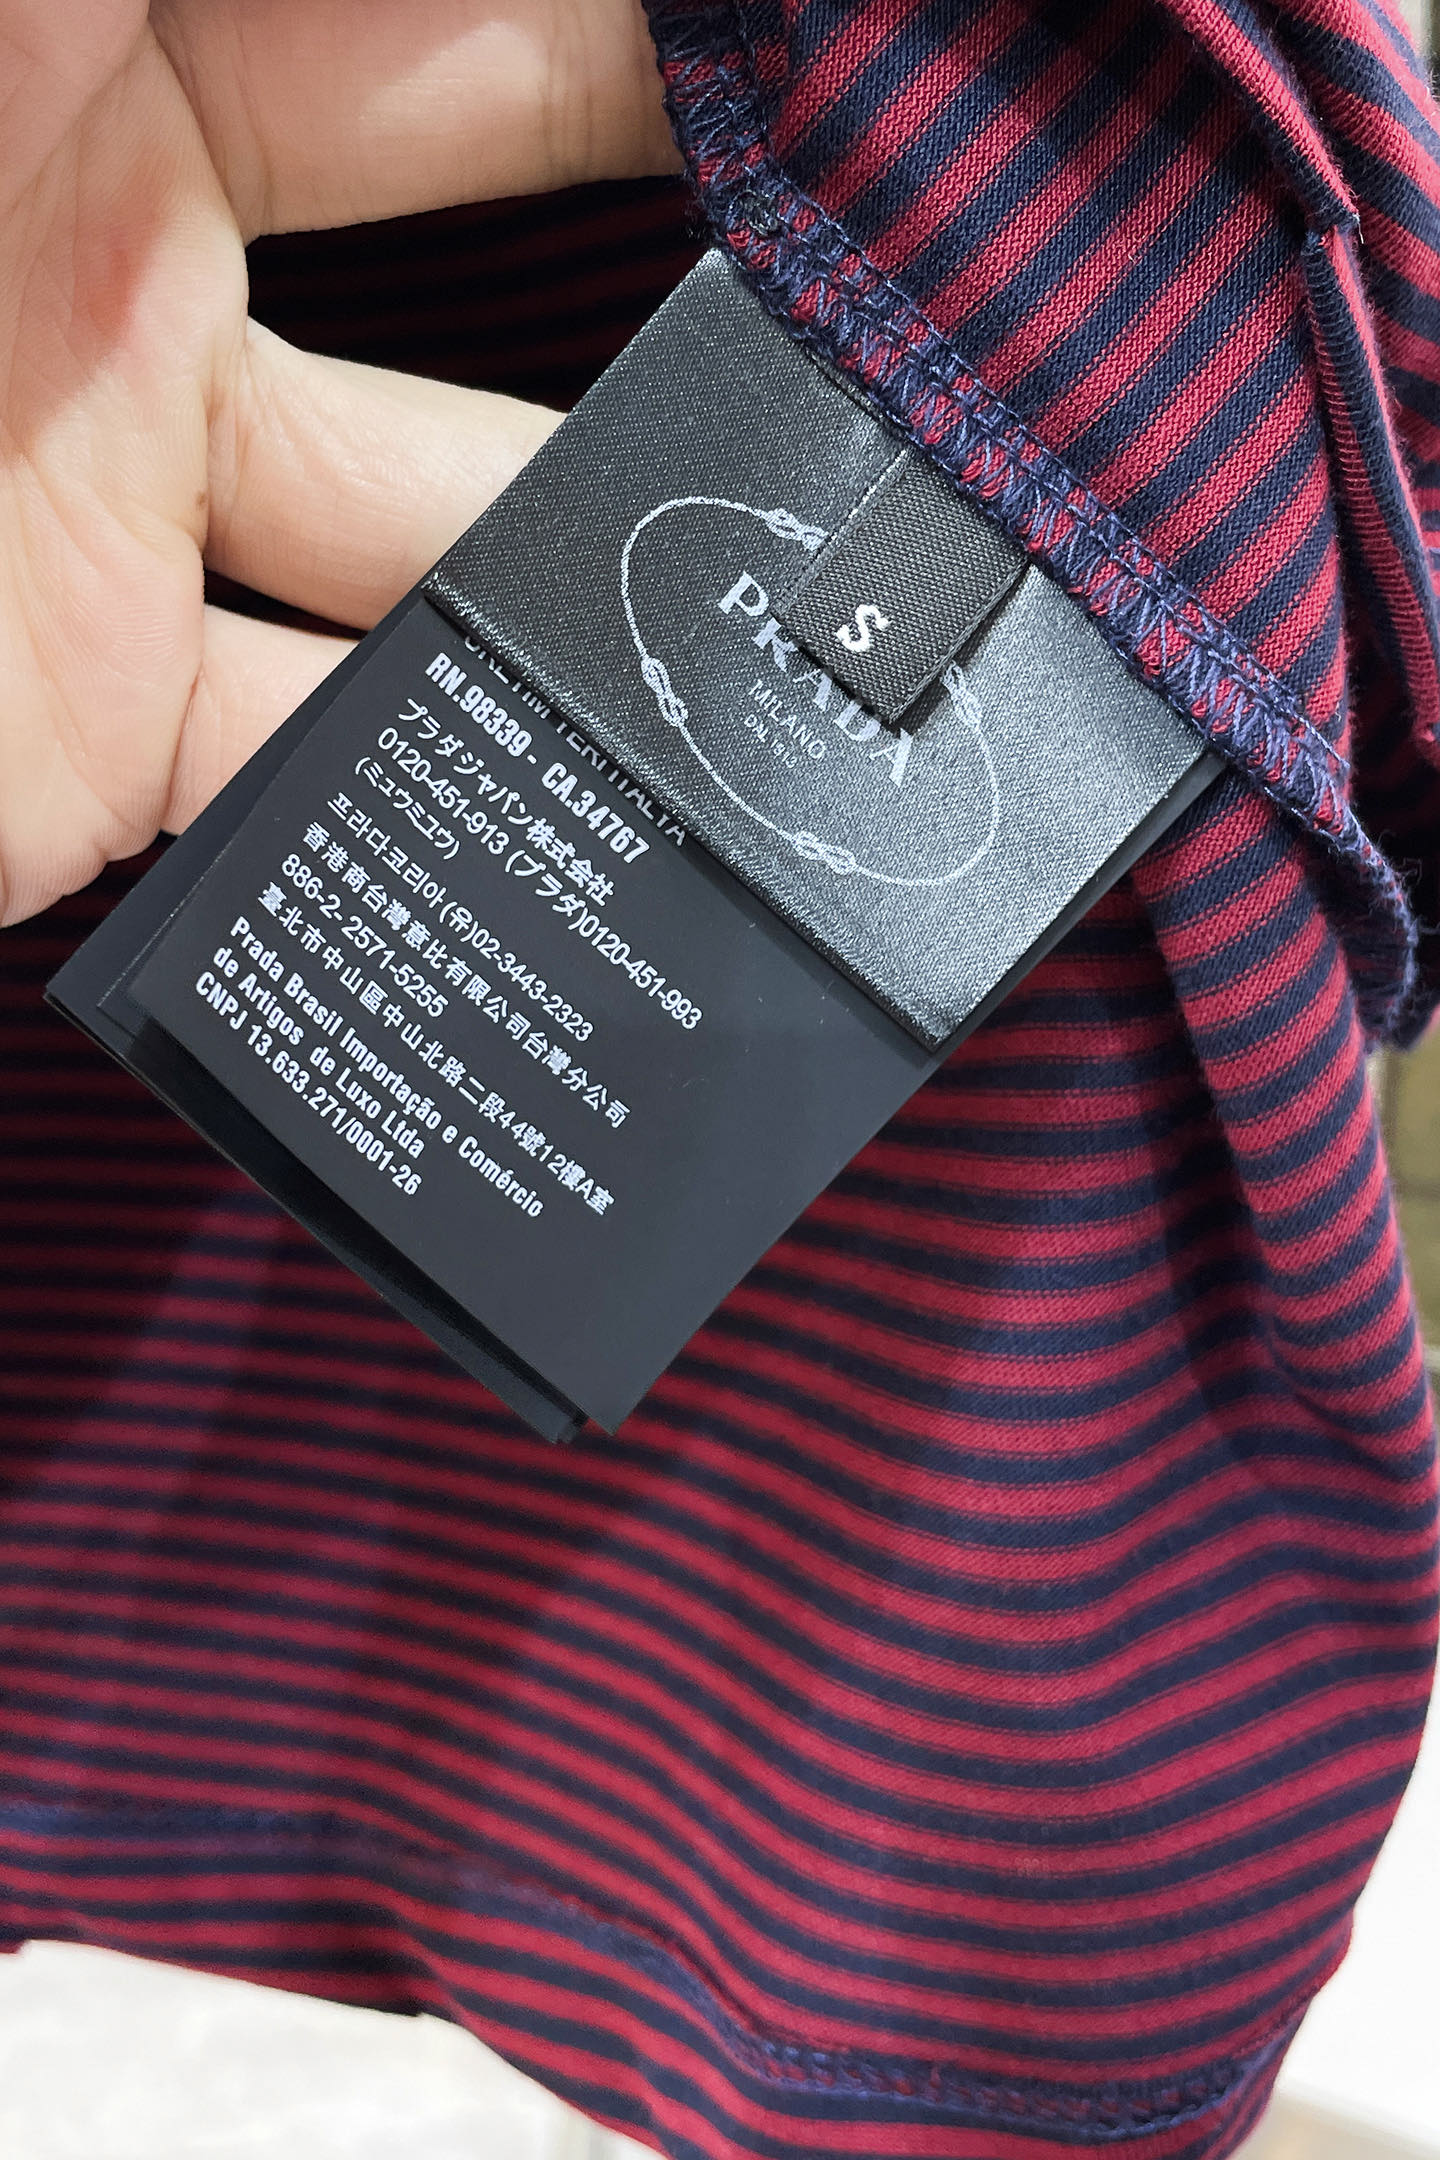 PRADA
MILANO
DAL 1913
S
ÜRETİM YERİ ITALYA
RN.98339 - CA.34767
プラダジャパン株式会社
0120-451-913 (プラダ)0120-451-993
(ミュウミュウ)
프라다코리아(유)02-3443-2323
香港商台灣意比有限公司台灣分公司
886-2-2571-5255
臺北市中山區中山北路二段44號12樓A室
Prada Brasil Importação e Comércio
de Artigos de Luxo Ltda
CNPJ 13.633.271/0001-26